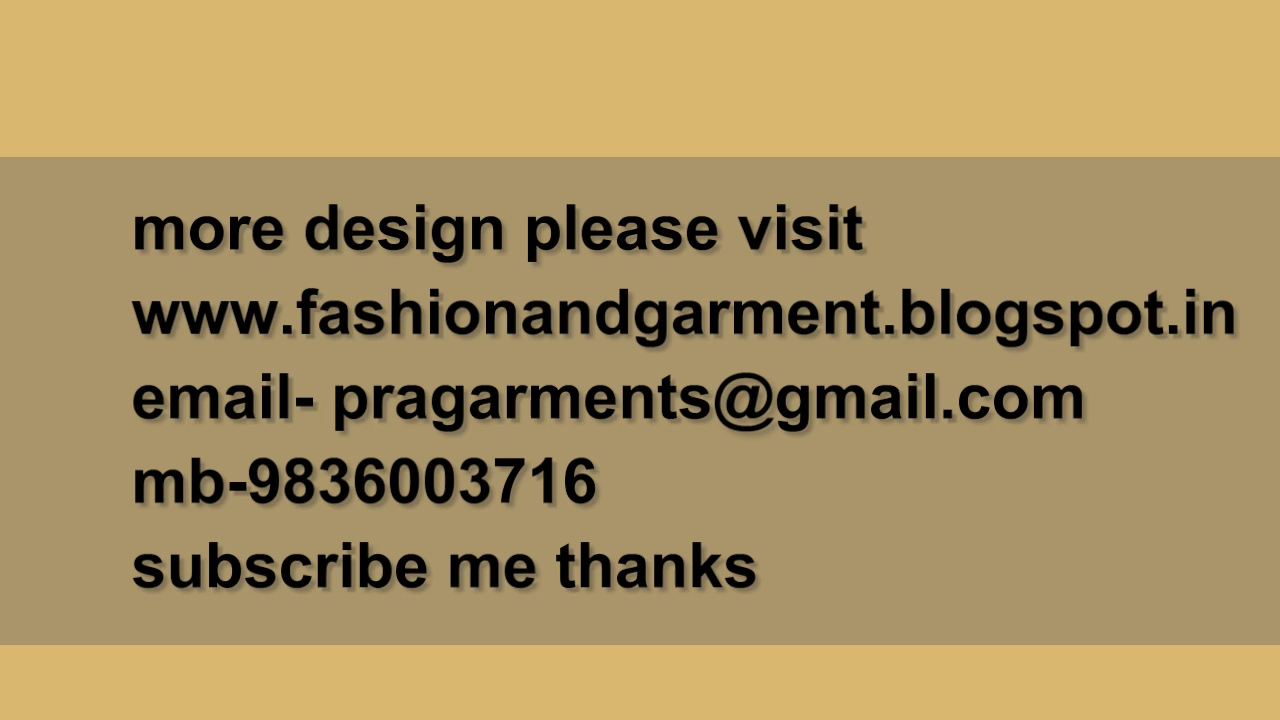 more design please visit
www.fashionandgarment.blogspot.in
email- pragarments@gmail.com
mb-9836003716
subscribe me thanks